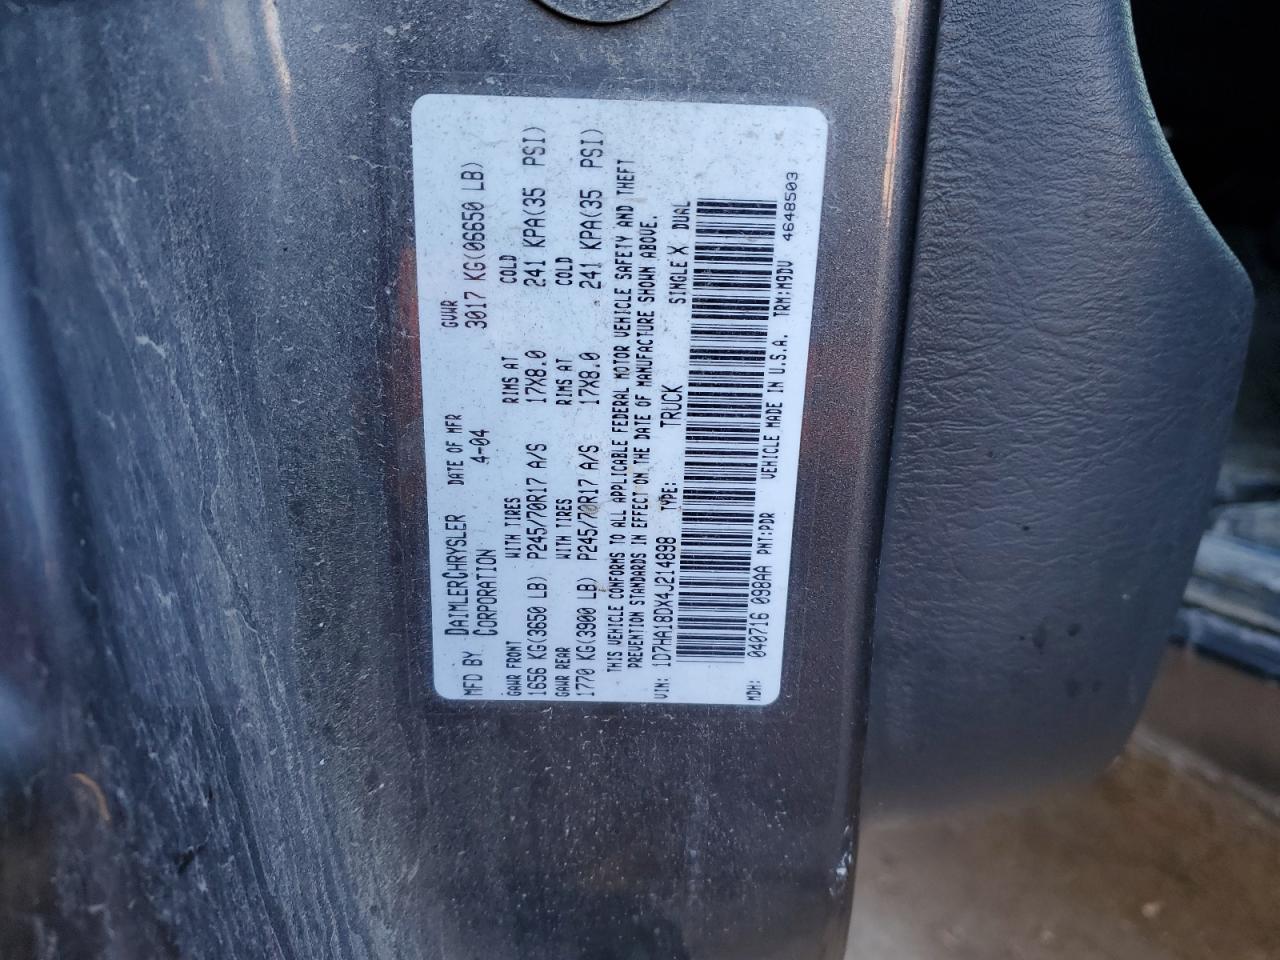 MFD BY DAIMLERCHRYSLER CORPORATION DATE OF MFR 4-04 GVWR 3017 KG(06650 LB)
GAWR FRONT WITH TIRES RIMS AT COLD
1656 KG(3650 LB) P245/70R17 A/S 17X8.0 241 KPA(35 PSI)
GAWR REAR WITH TIRES RIMS AT COLD
1770 KG(3900 LB) P245/70R17 A/S 17X8.0 241 KPA(35 PSI)
THIS VEHICLE CONFORMS TO ALL APPLICABLE FEDERAL MOTOR VEHICLE SAFETY AND THEFT
PREVENTION STANDARDS IN EFFECT ON THE DATE OF MANUFACTURE SHOWN ABOVE.
VIN: 1D7HA18DX4J214898 TYPE: TRUCK SINGLE X DUAL
MDH: 040716 098AA PNT:PDR VEHICLE MADE IN U.S.A. TRM:M9DV 4648503